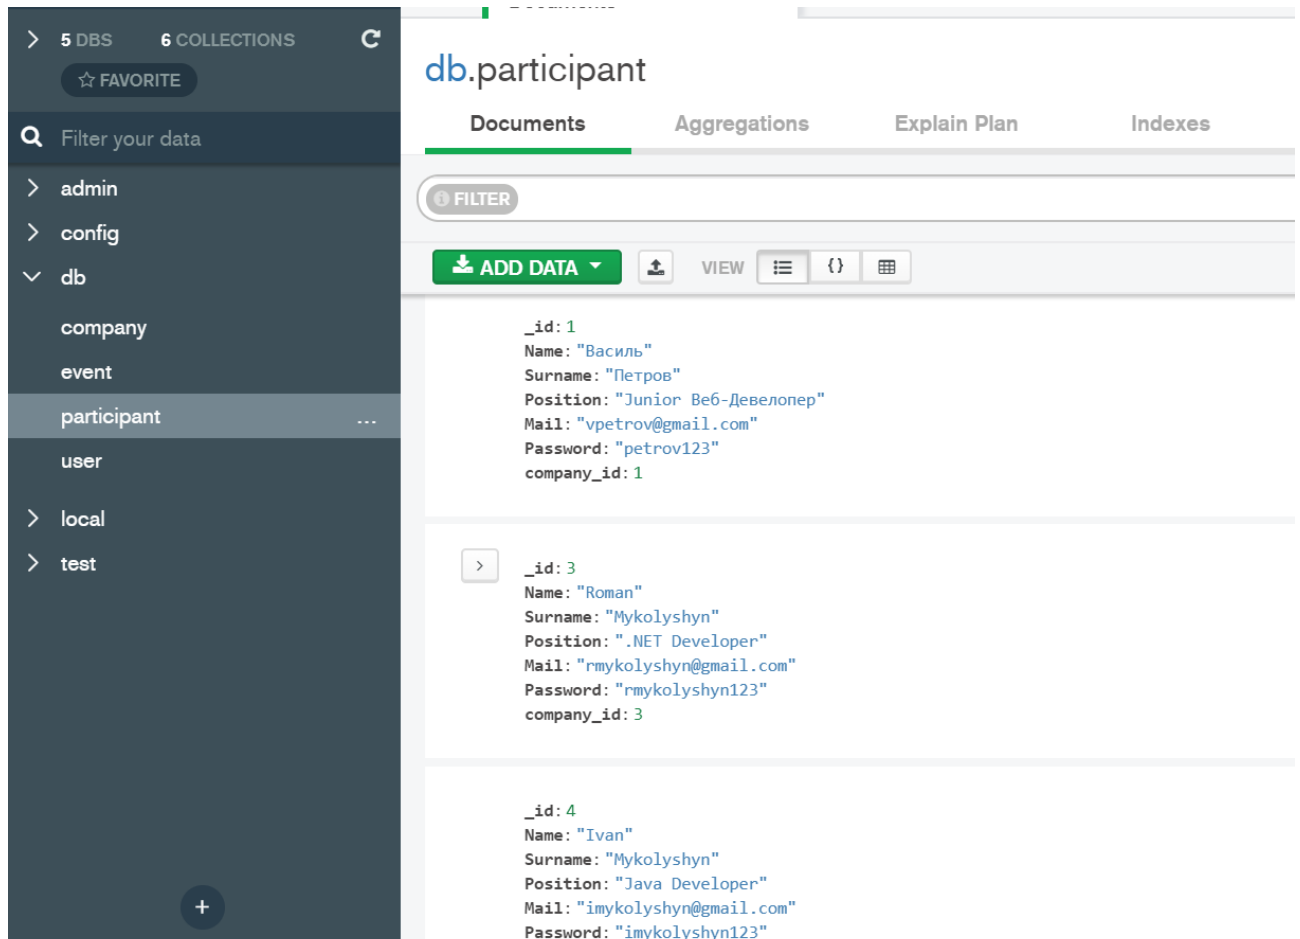 5 DBS 6 COLLECTIONS
FAVORITE
Filter your data
admin
config
db
company
event
participant ...
user
local
test
db.participant
Documents Aggregations Explain Plan Indexes
FILTER
ADD DATA VIEW {}
_id: 1
Name: "Василь"
Surname: "Петров"
Position: "Junior Веб-Девелопер"
Mail: "vpetrov@gmail.com"
Password: "petrov123"
company_id: 1
_id: 3
Name: "Roman"
Surname: "Mykolyshyn"
Position: ".NET Developer"
Mail: "rmykolyshyn@gmail.com"
Password: "rmykolyshyn123"
company_id: 3
_id: 4
Name: "Ivan"
Surname: "Mykolyshyn"
Position: "Java Developer"
Mail: "imykolyshyn@gmail.com"
Password: "imykolyshyn123"